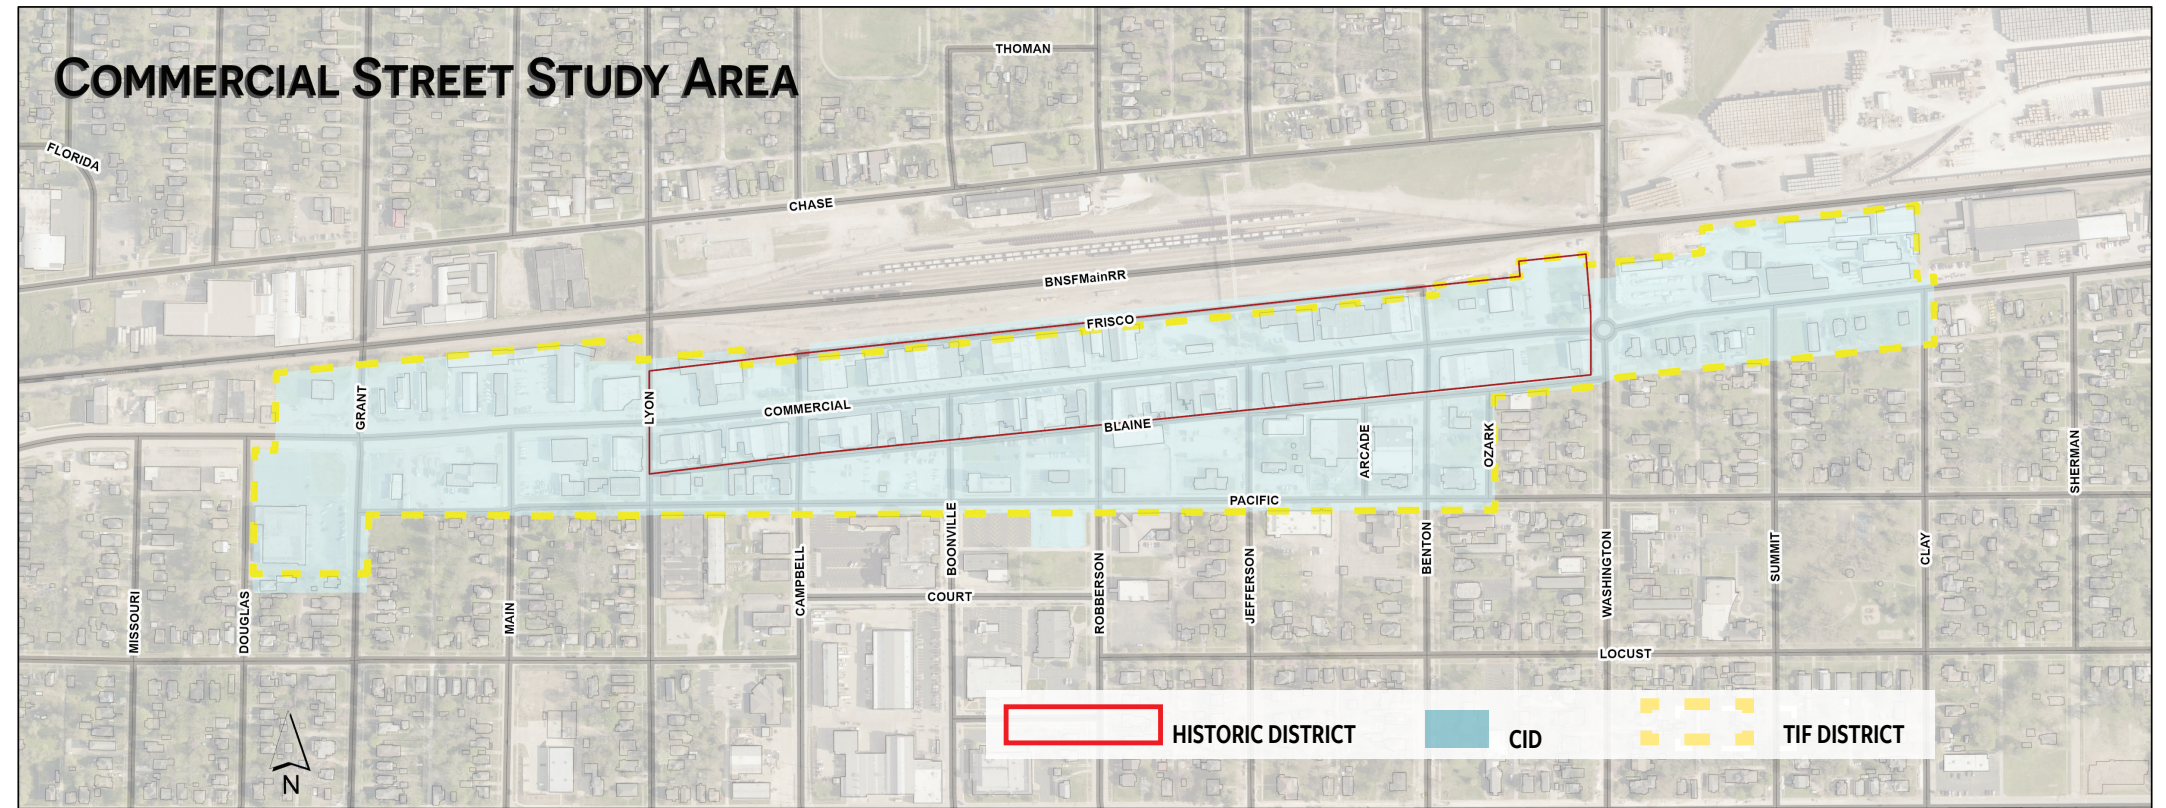 COMMERCIAL STREET STUDY AREA
THOMAN
FLORIDA
CHASE
BNSFMainRR
FRISCO
GRANT
LYON
COMMERCIAL
BLAINE
ARCADE
OZARK
SHERMAN
PACIFIC
MISSOURI
DOUGLAS
MAIN
CAMPBELL
BOONVILLE
ROBBERSON
JEFFERSON
BENTON
WASHINGTON
SUMMIT
CLAY
COURT
LOCUST
HISTORIC DISTRICT
CID
TIF DISTRICT
N